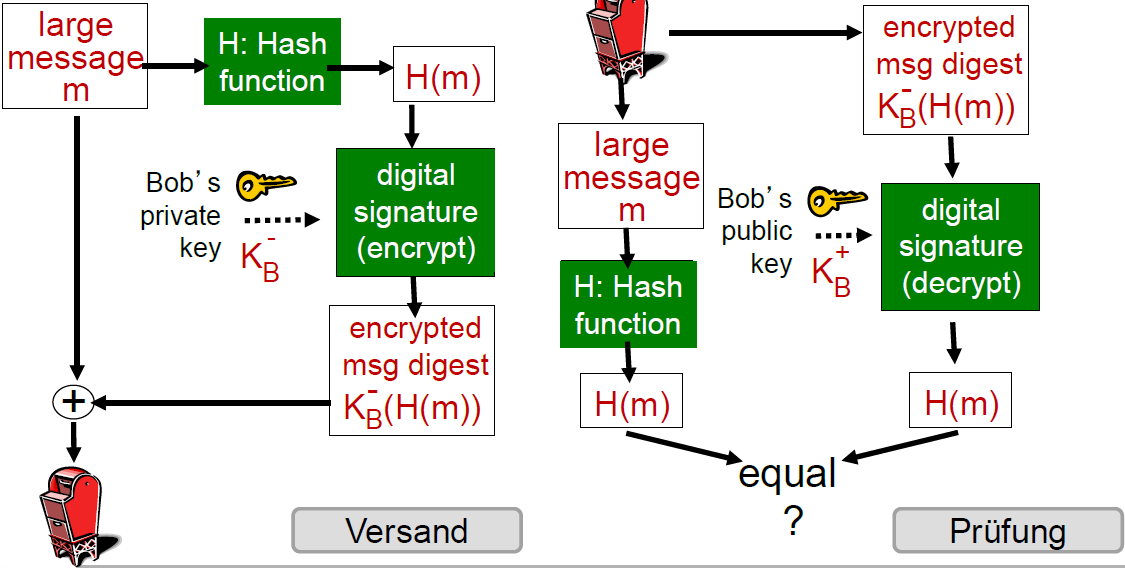 large
message
m
H: Hash
function
H(m)
Bob's
private
key
K_B^-
digital
signature
(encrypt)
encrypted
msg digest
K_B^-(H(m))
+
Versand
encrypted
msg digest
K_B^-(H(m))
large
message
m
Bob's
public
key
K_B^+
digital
signature
(decrypt)
H: Hash
function
H(m)
H(m)
equal
?
Prüfung